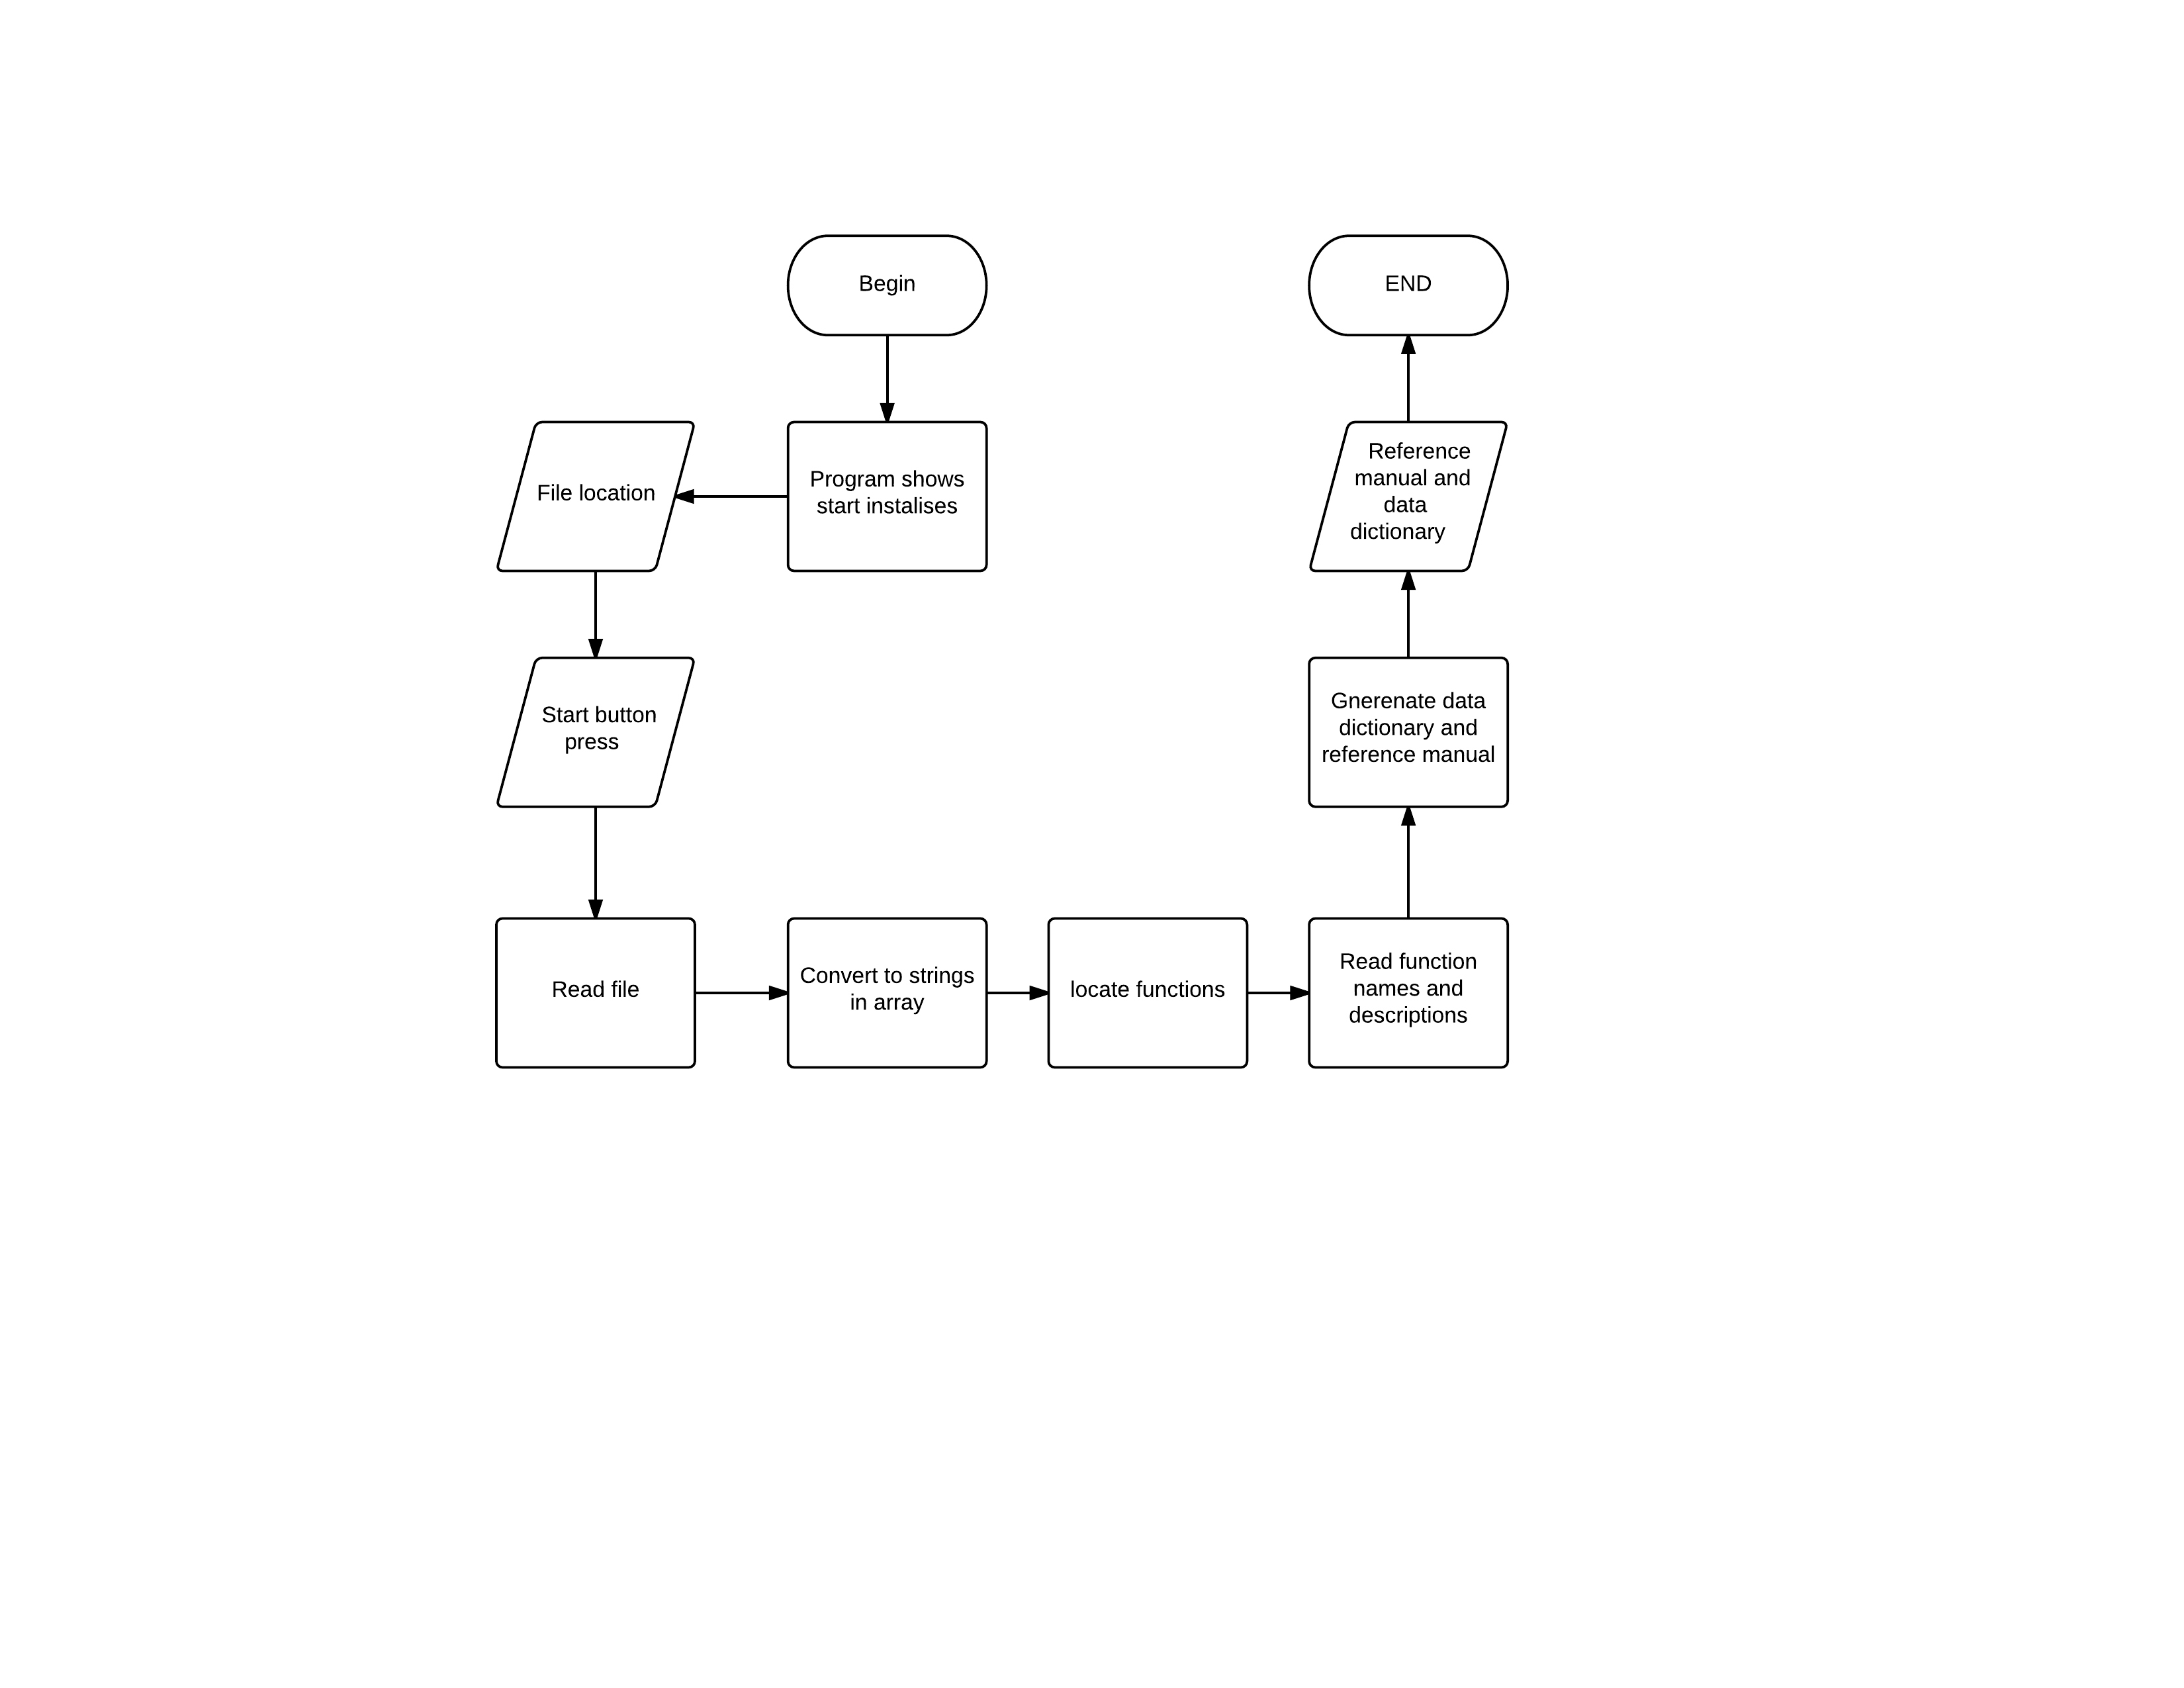 Begin
END
File location
Program shows
start instalises
Reference
manual and
data
dictionary
Start button
press
Gnerenate data
dictionary and
reference manual
Read file
Convert to strings
in array
locate functions
Read function
names and
descriptions